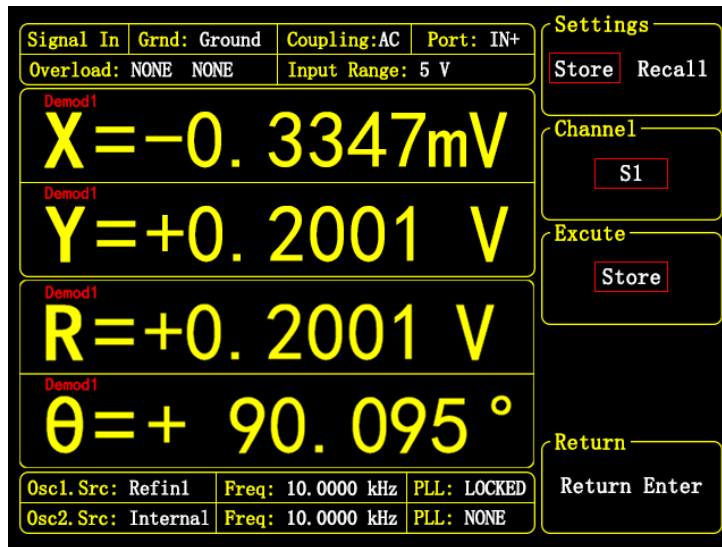 Signal In Grnd: Ground Coupling:AC Port: IN+
Overload: NONE NONE Input Range: 5 V
Demod1
X=-0.3347mV
Demod1
Y=+0.2001 V
Demod1
R=+0.2001 V
Demod1
θ=+ 90.095°
Osc1.Src: Refin1 Freq: 10.0000 kHz PLL: LOCKED
Osc2.Src: Internal Freq: 10.0000 kHz PLL: NONE
Settings
Store Recall
Channel
S1
Excute
Store
Return
Return Enter